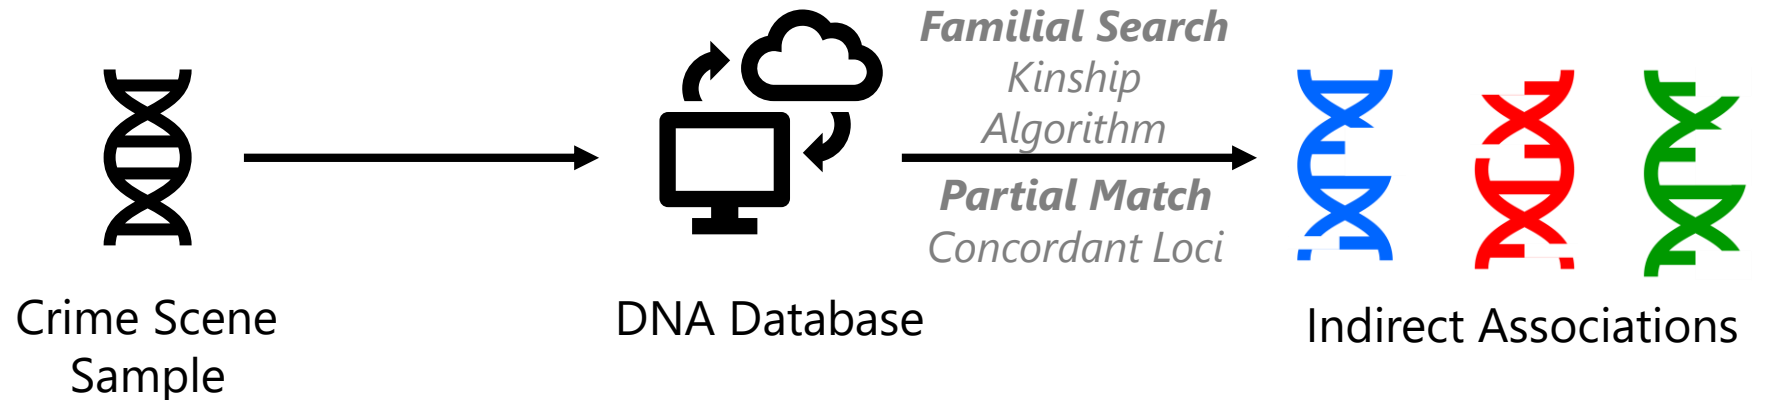 Familial Search
Kinship
Algorithm
Partial Match
Concordant Loci
Crime Scene
Sample
DNA Database
Indirect Associations